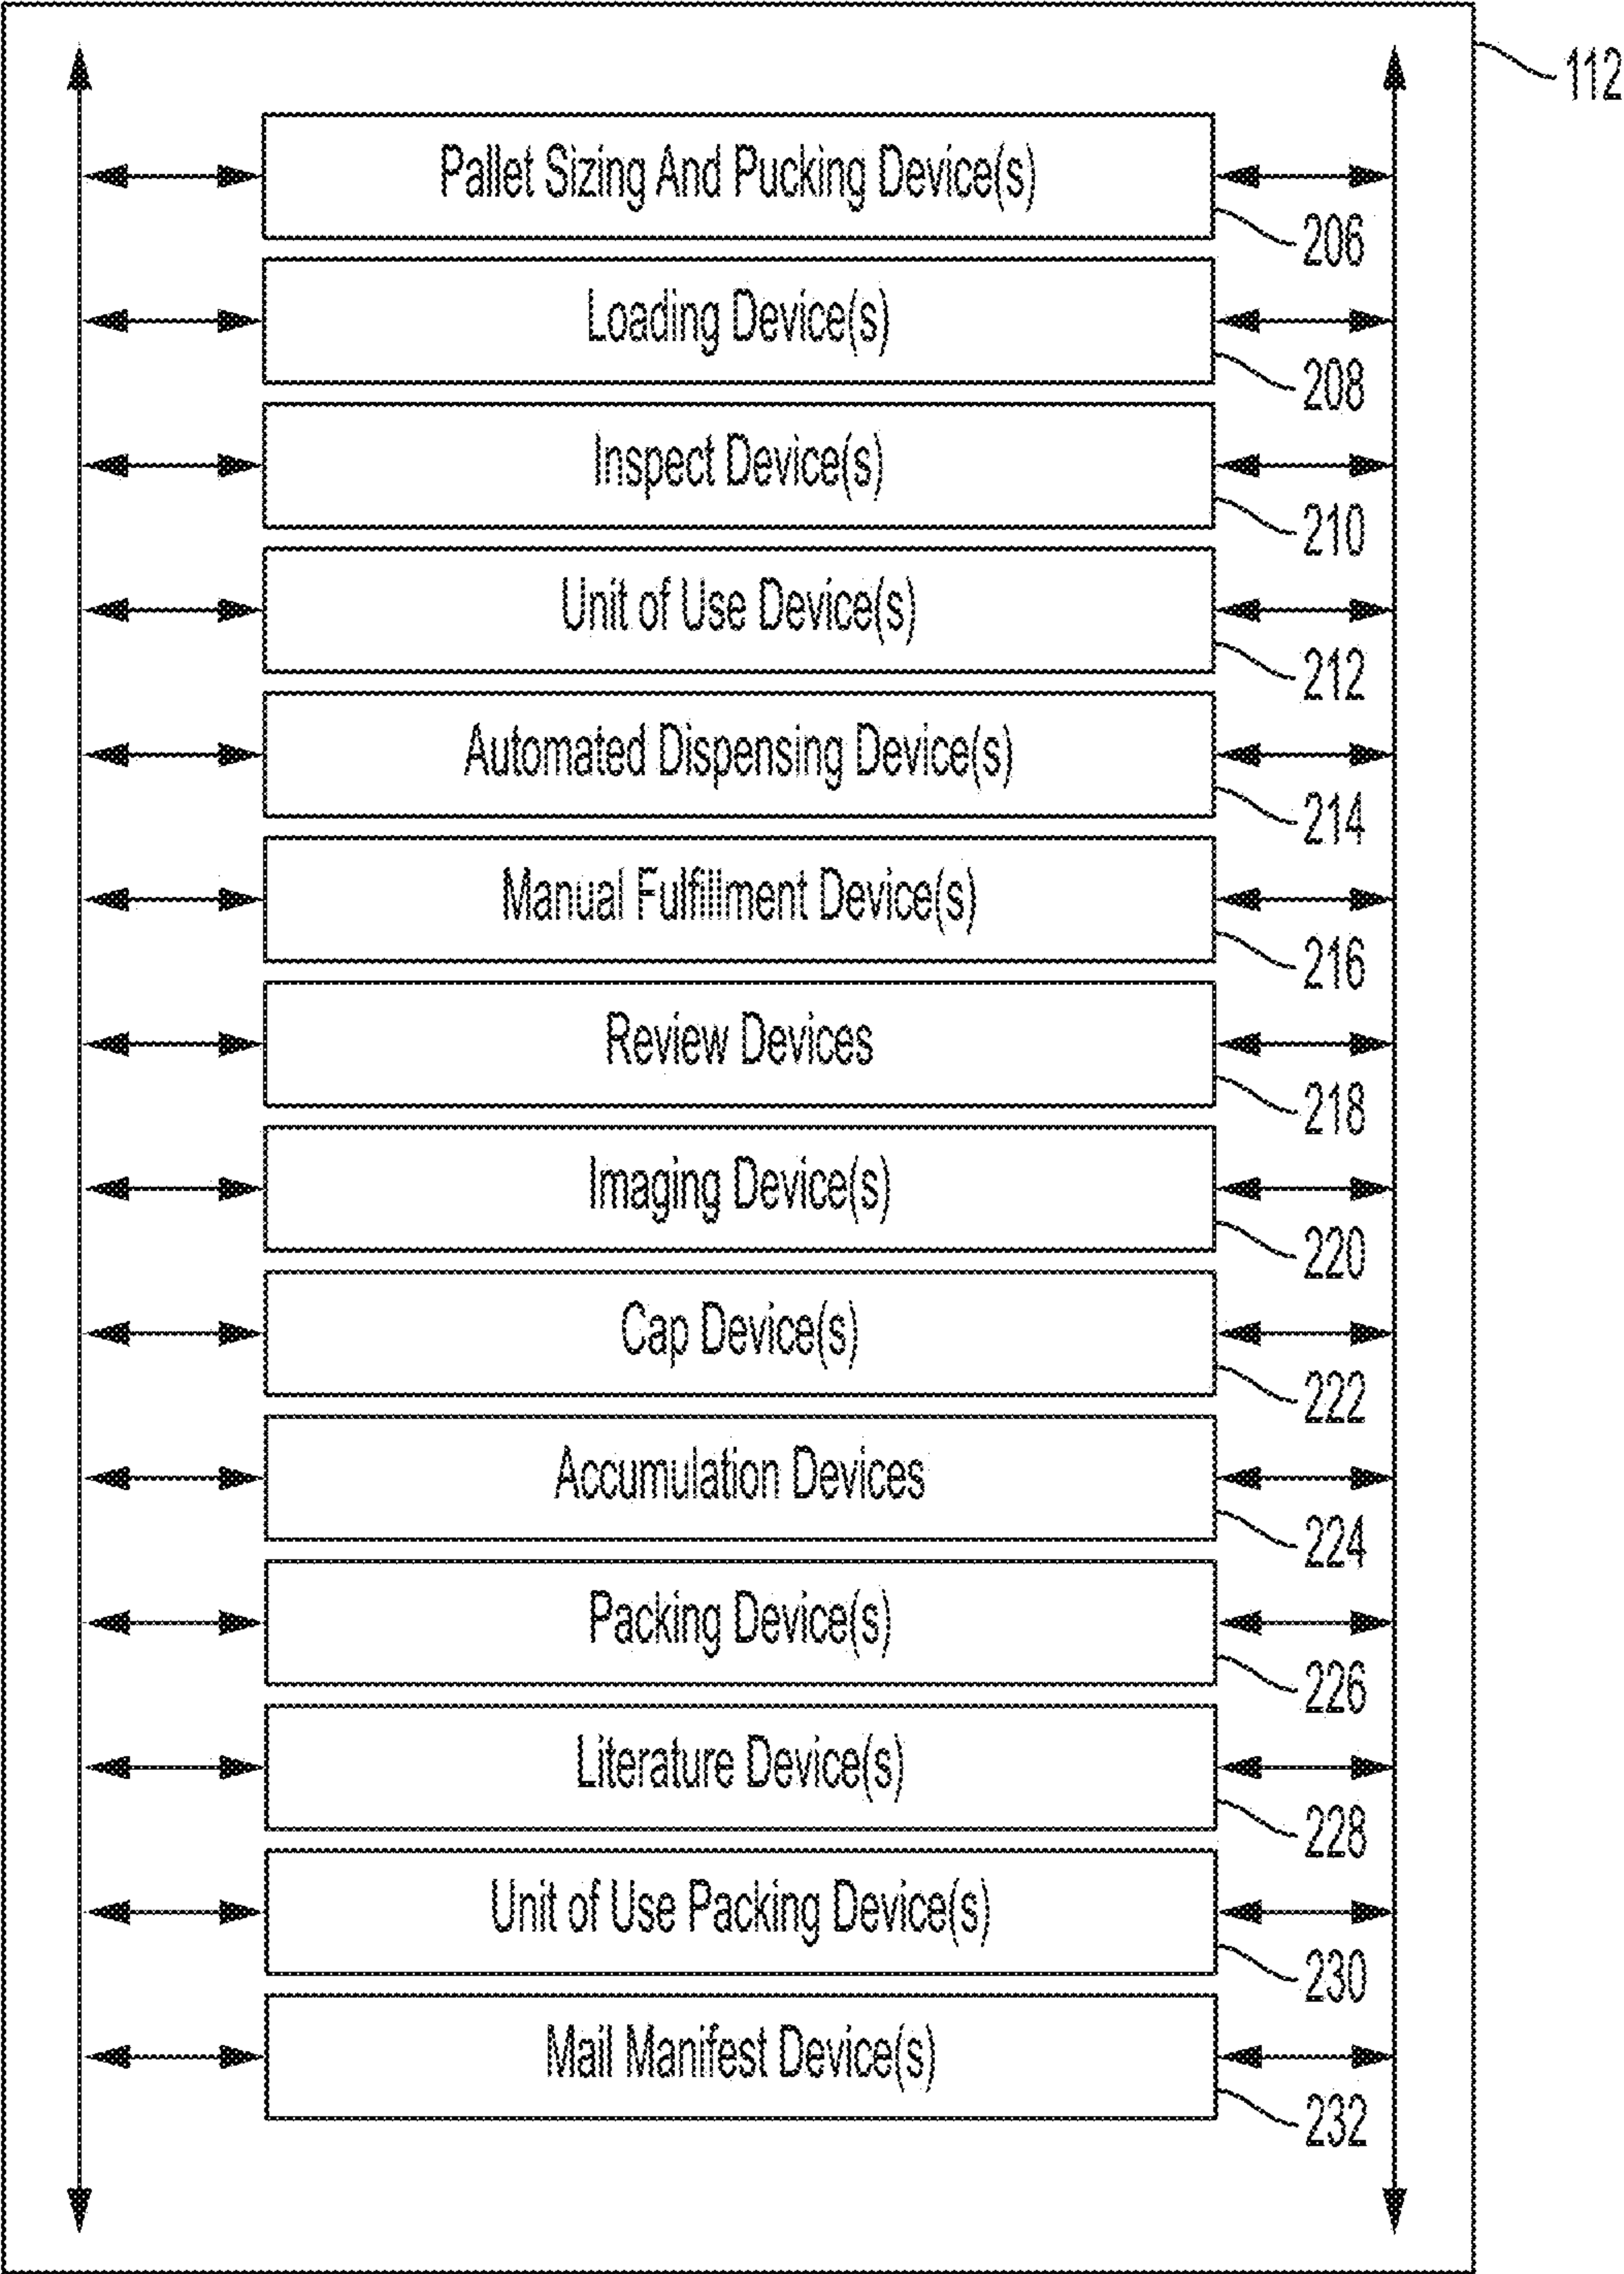 112
Pallet Sizing And Pucking Device(s)
206
Loading Device(s)
208
Inspect Device(s)
210
Unit of Use Device(s)
212
Automated Dispensing Device(s)
214
Manual Fulfillment Device(s)
216
Review Devices
218
Imaging Device(s)
220
Cap Device(s)
222
Accumulation Devices
224
Packing Device(s)
226
Literature Device(s)
228
Unit of Use Packing Device(s)
230
Mail Manifest Device(s)
232